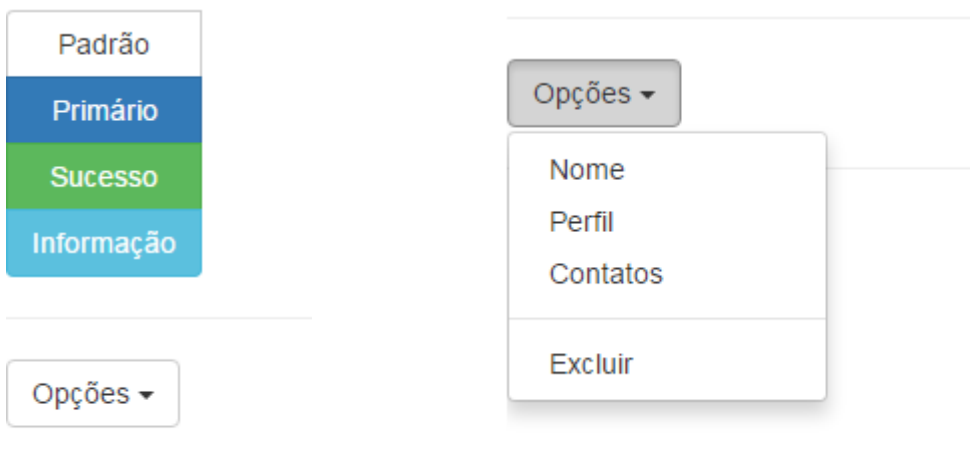 Padrão
Primário
Sucesso
Informação
Opções
Opções
Nome
Perfil
Contatos
Excluir